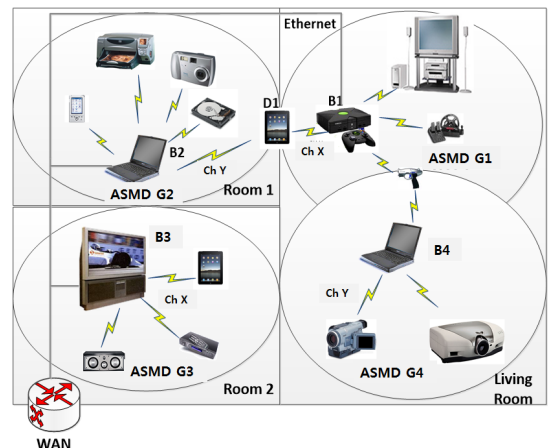 Ethernet
D1
B1
B2
Ch X
Ch Y
ASMD G1
ASMD G2
Room 1
B3
B4
Ch X
Ch Y
ASMD G3
ASMD G4
Room 2
Living
Room
WAN